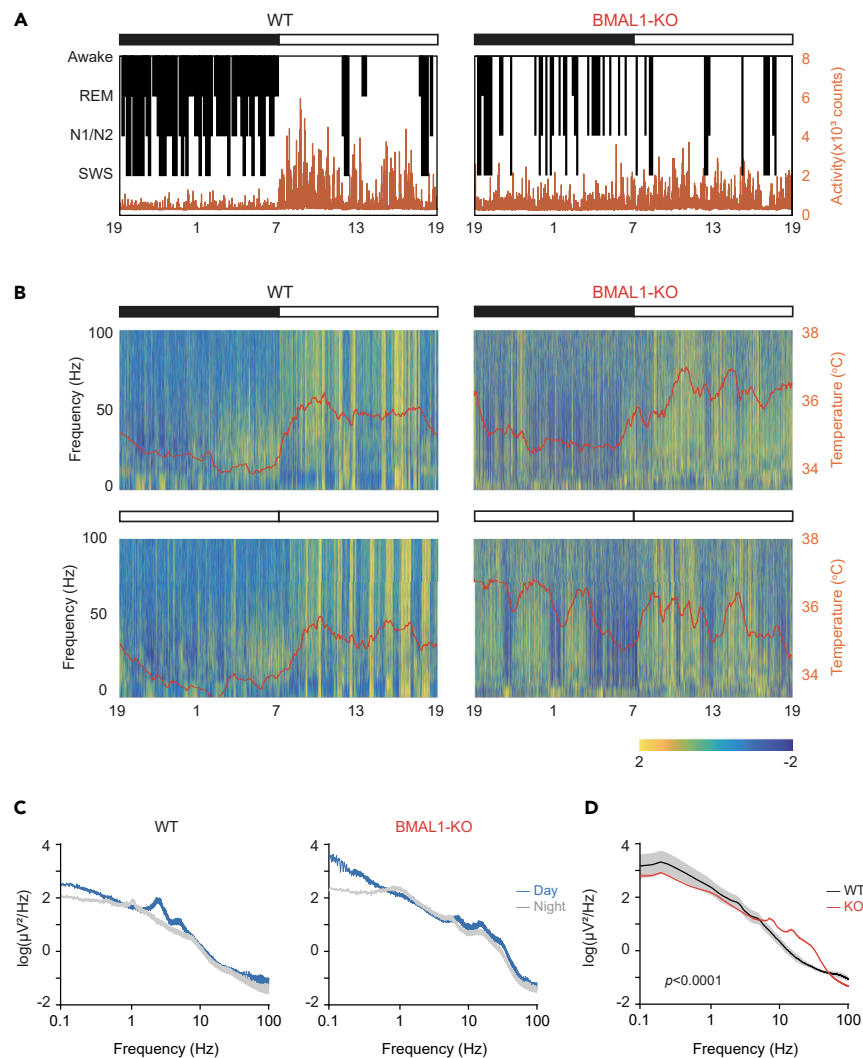 A
WT
BMAL1-KO
Awake
REM
N1/N2
SWS
8
6
4
2
0
Activity(x10³ counts)
19
1
7
13
19
1
7
13
19
B
WT
BMAL1-KO
Frequency (Hz)
100
50
0
38
36
34
Temperature (°C)
Frequency (Hz)
100
50
0
38
36
34
Temperature (°C)
19
1
7
13
19
19
1
7
13
19
2
-2
C
WT
BMAL1-KO
D
log(μV²/Hz)
4
2
0
-2
0.1
1
10
100
Frequency (Hz)
4
2
0
-2
0.1
1
10
100
Frequency (Hz)
Day
Night
log(μV²/Hz)
4
2
0
-2
0.1
1
10
100
Frequency (Hz)
WT
KO
p<0.0001